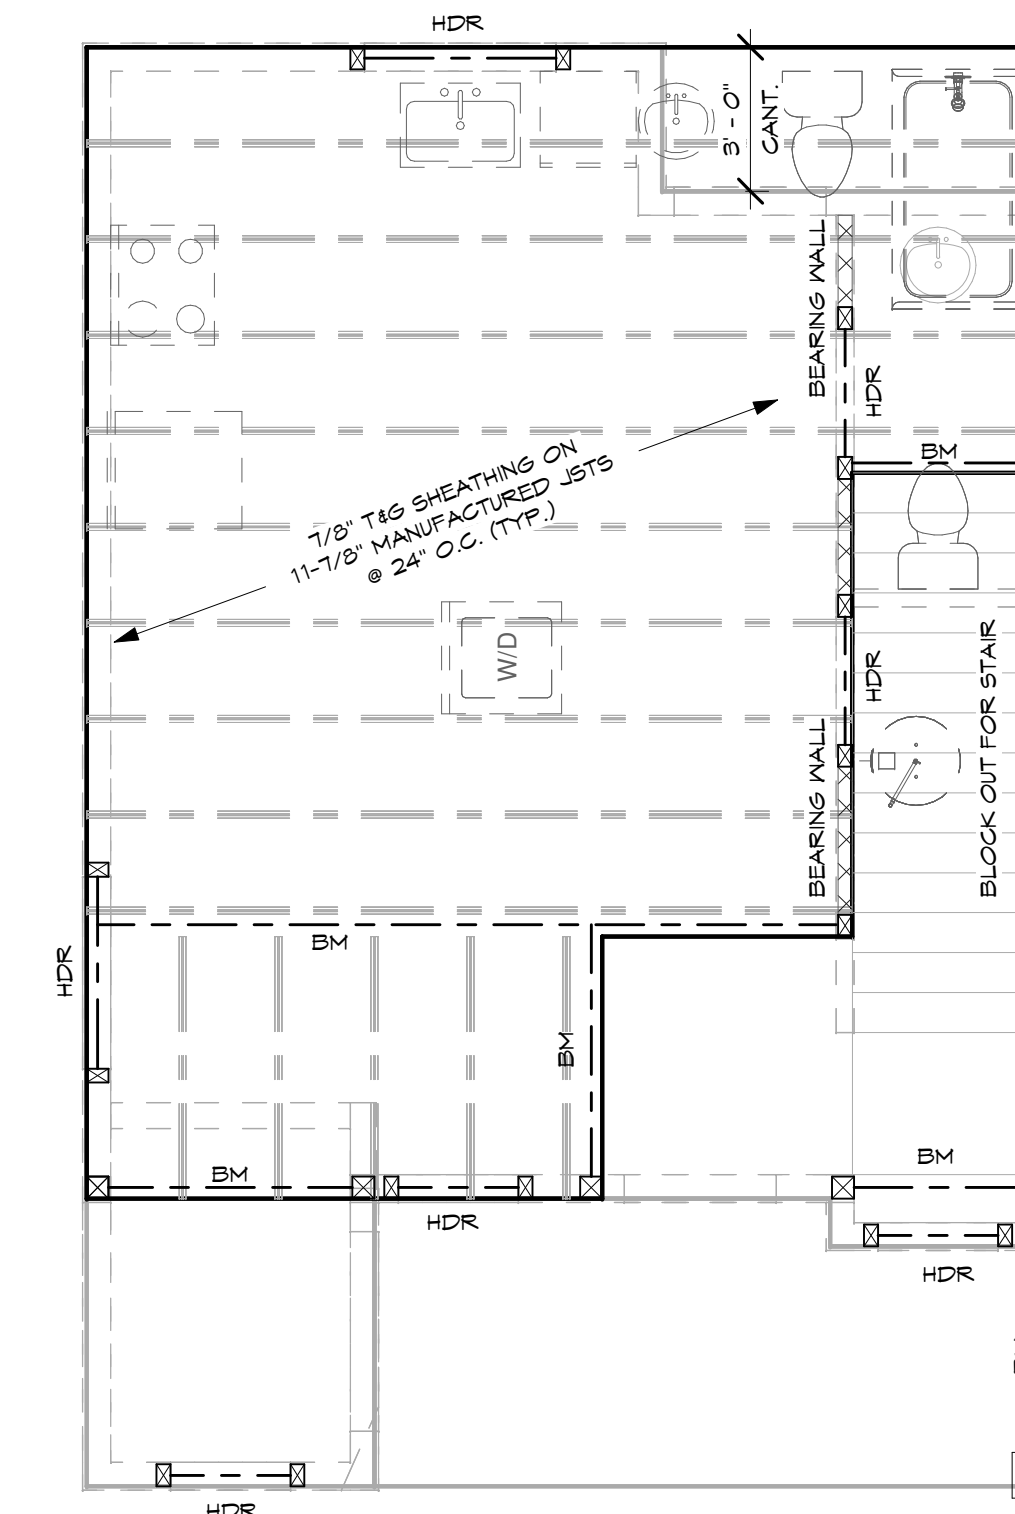 HDR
3' - 0"
CANT.
BEARING WALL
HDR
BM
7/8" T&G SHEATHING ON
11-7/8" MANUFACTURED JSTS
@ 24" O.C. (TYP.)
W/D
HDR
BLOCK OUT FOR STAIR
BEARING WALL
BM
HDR
BM
BM
BM
HDR
HDR
HDR